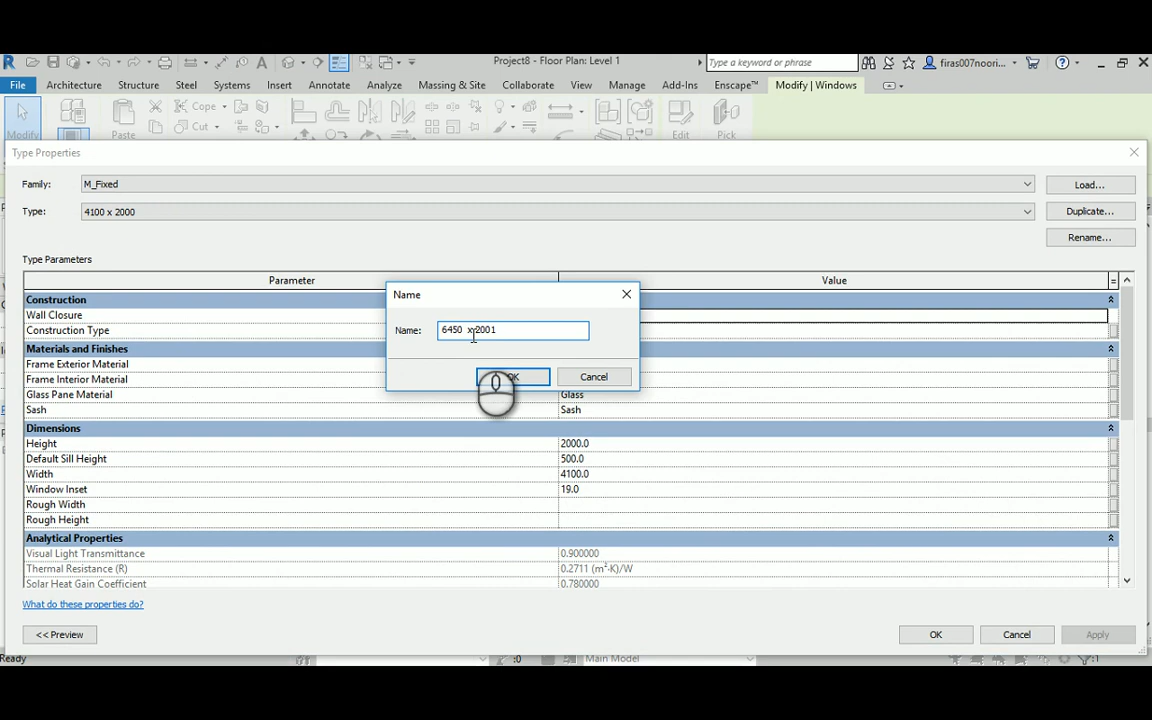 Project8 - Floor Plan: Level 1
Type a keyword or phrase
firas007noori...
File Architecture Structure Steel Systems Insert Annotate Analyze Massing & Site Collaborate View Manage Add-Ins Enscape™ Modify | Windows
Cope
Cut
Modify Paste Edit Pick
Type Properties
Family: M_Fixed Load...
Type: 4100 x 2000 Duplicate...
Rename...
Type Parameters
Parameter Value =
Construction
Wall Closure
Construction Type
Materials and Finishes
Frame Exterior Material
Frame Interior Material
Glass Pane Material Glass
Sash Sash
Name
Name: 6450 x 2001
OK Cancel
Dimensions
Height 2000.0
Default Sill Height 500.0
Width 4100.0
Window Inset 19.0
Rough Width
Rough Height
Analytical Properties
Visual Light Transmittance 0.900000
Thermal Resistance (R) 0.2711 (m²·K)/W
Solar Heat Gain Coefficient 0.780000
What do these properties do?
<< Preview OK Cancel Apply
Ready :0 Main Model :1